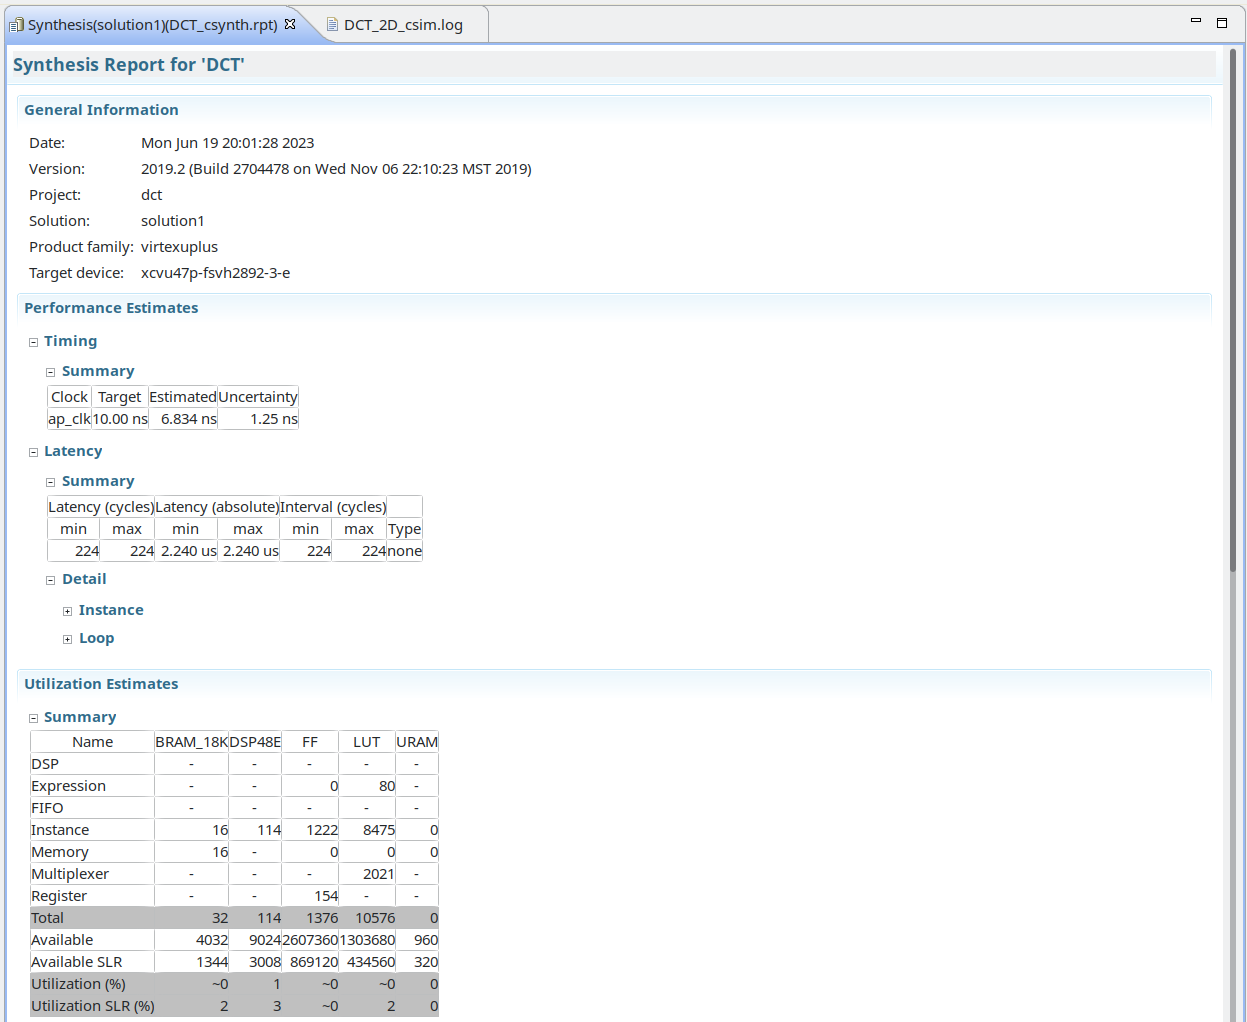 Synthesis(solution1)(DCT_csynth.rpt) DCT_2D_csim.log
Synthesis Report for 'DCT'
General Information
Date: Mon Jun 19 20:01:28 2023
Version: 2019.2 (Build 2704478 on Wed Nov 06 22:10:23 MST 2019)
Project: dct
Solution: solution1
Product family: virtexuplus
Target device: xcvu47p-fsvh2892-3-e
Performance Estimates
Timing
Summary
Clock Target Estimated Uncertainty
ap_clk 10.00 ns 6.834 ns 1.25 ns
Latency
Summary
Latency (cycles) Latency (absolute) Interval (cycles)
min max min max min max Type
224 224 2.240 us 2.240 us 224 224 none
Detail
Instance
Loop
Utilization Estimates
Summary
Name BRAM_18K DSP48E FF LUT URAM
DSP - - - - -
Expression - - 0 80 -
FIFO - - - - -
Instance 16 114 1222 8475 0
Memory 16 - 0 0 0
Multiplexer - - - 2021 -
Register - - 154 - -
Total 32 114 1376 10576 0
Available 4032 9024 2607360 1303680 960
Available SLR 1344 3008 869120 434560 320
Utilization (%) ~0 1 ~0 ~0 0
Utilization SLR (%) 2 3 ~0 2 0